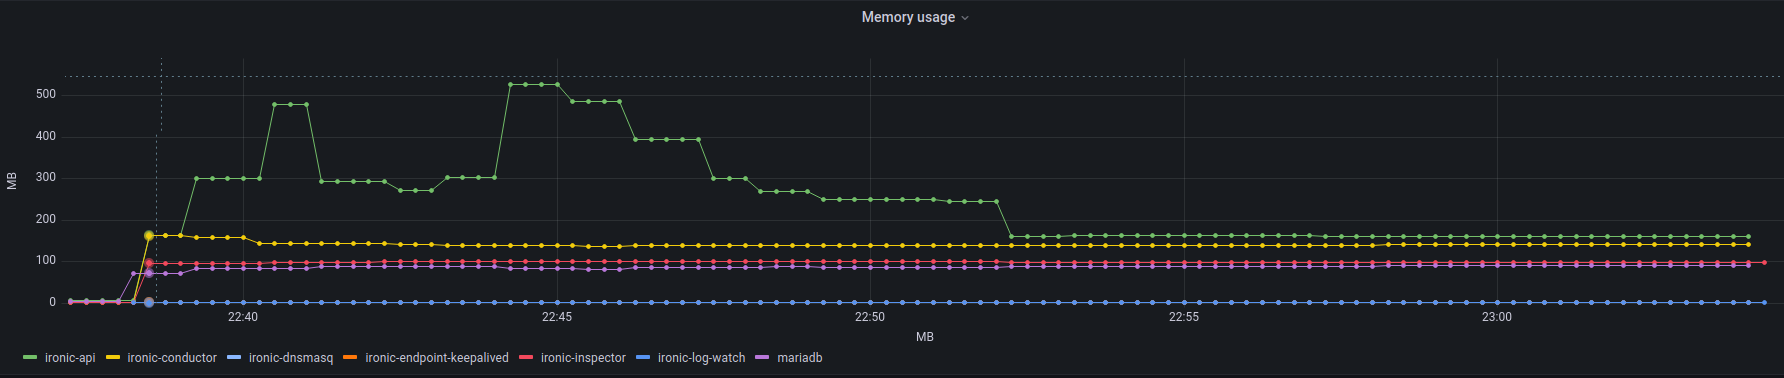 Memory usage
500
400
300
200
100
0
MB
22:40 22:45 22:50 22:55 23:00
MB
ironic-api ironic-conductor ironic-dnsmasq ironic-endpoint-keepalived ironic-inspector ironic-log-watch mariadb